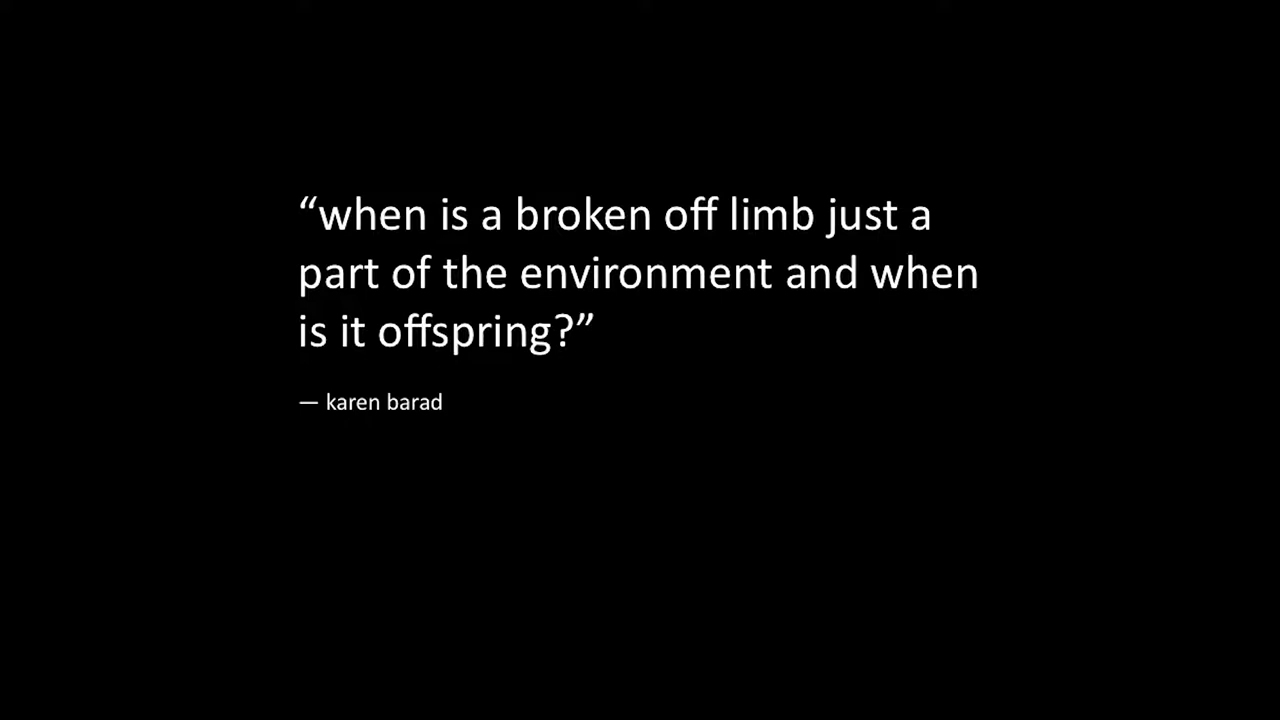 “when is a broken off limb just a
part of the environment and when
is it offspring?”
— karen barad